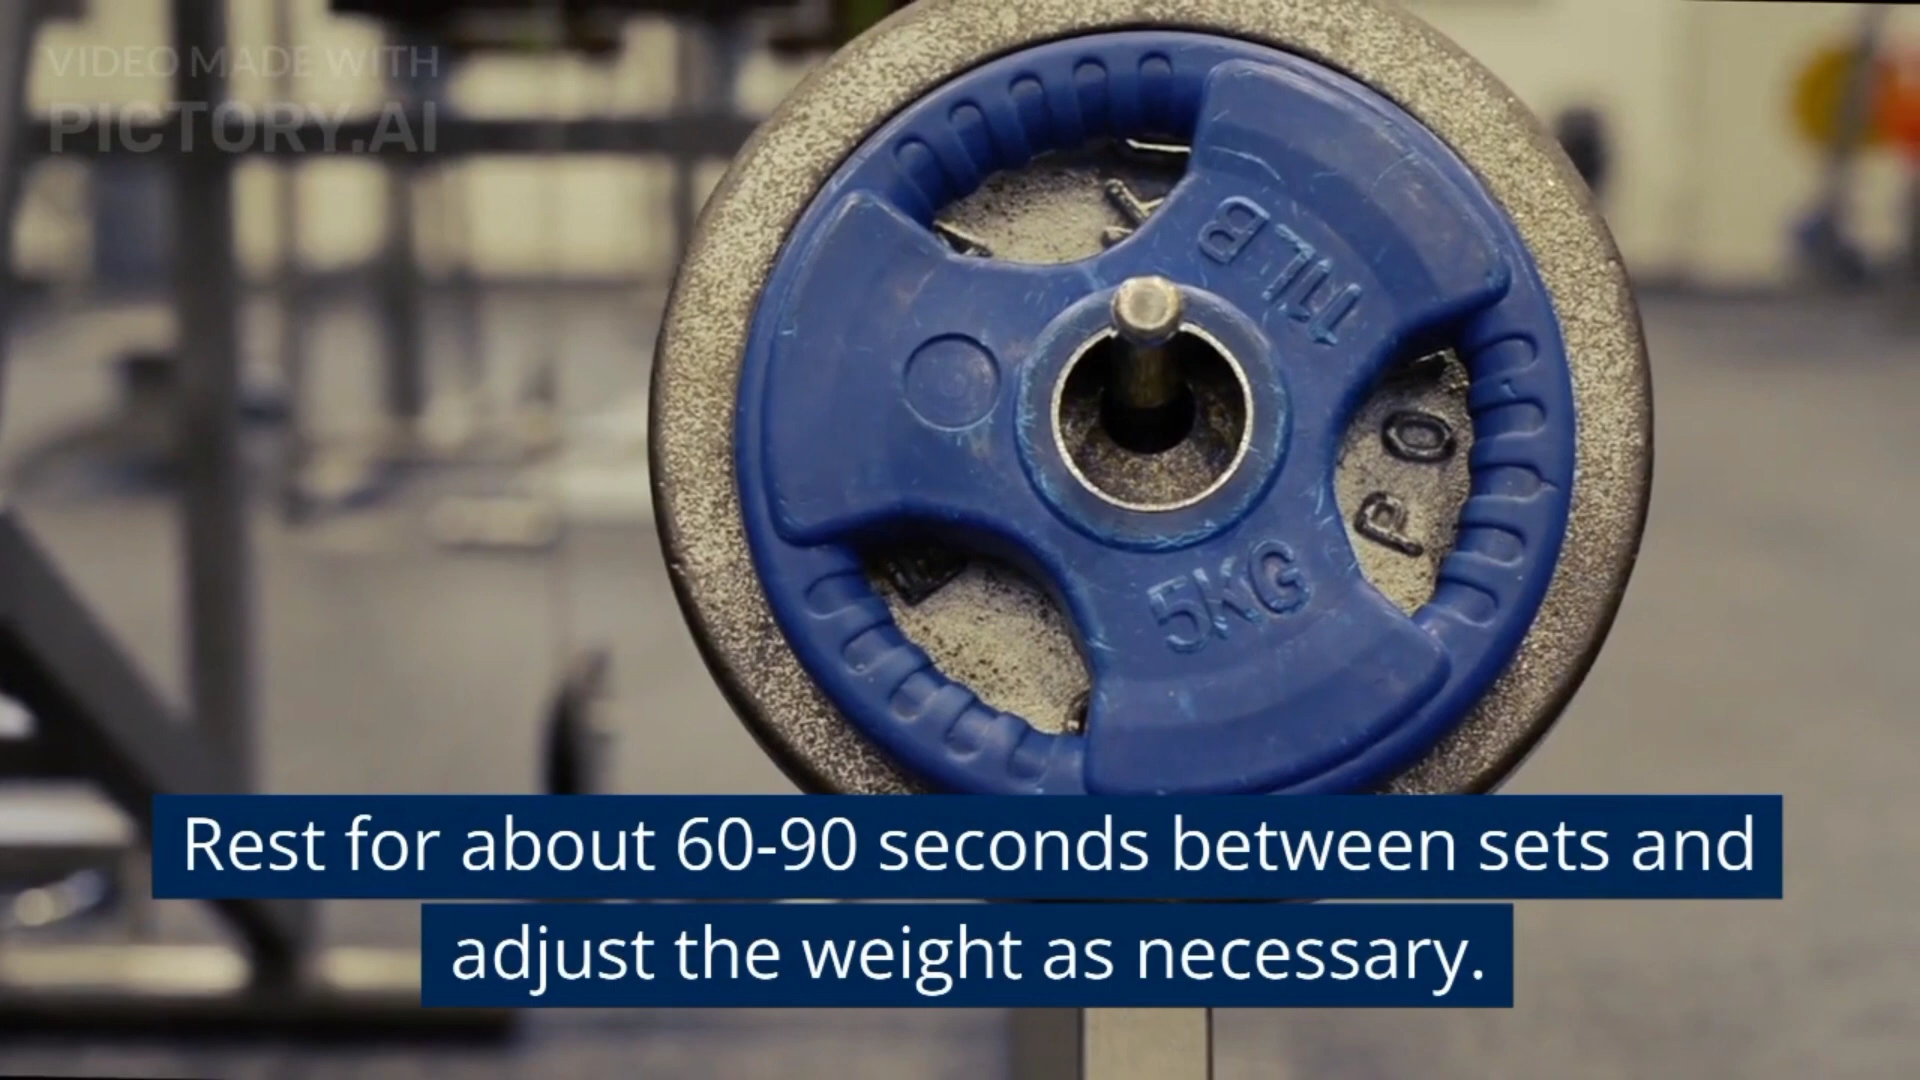 VIDEO MADE WITH
PICTORY.AI
11LB
5KG
PO
Rest for about 60-90 seconds between sets and
adjust the weight as necessary.